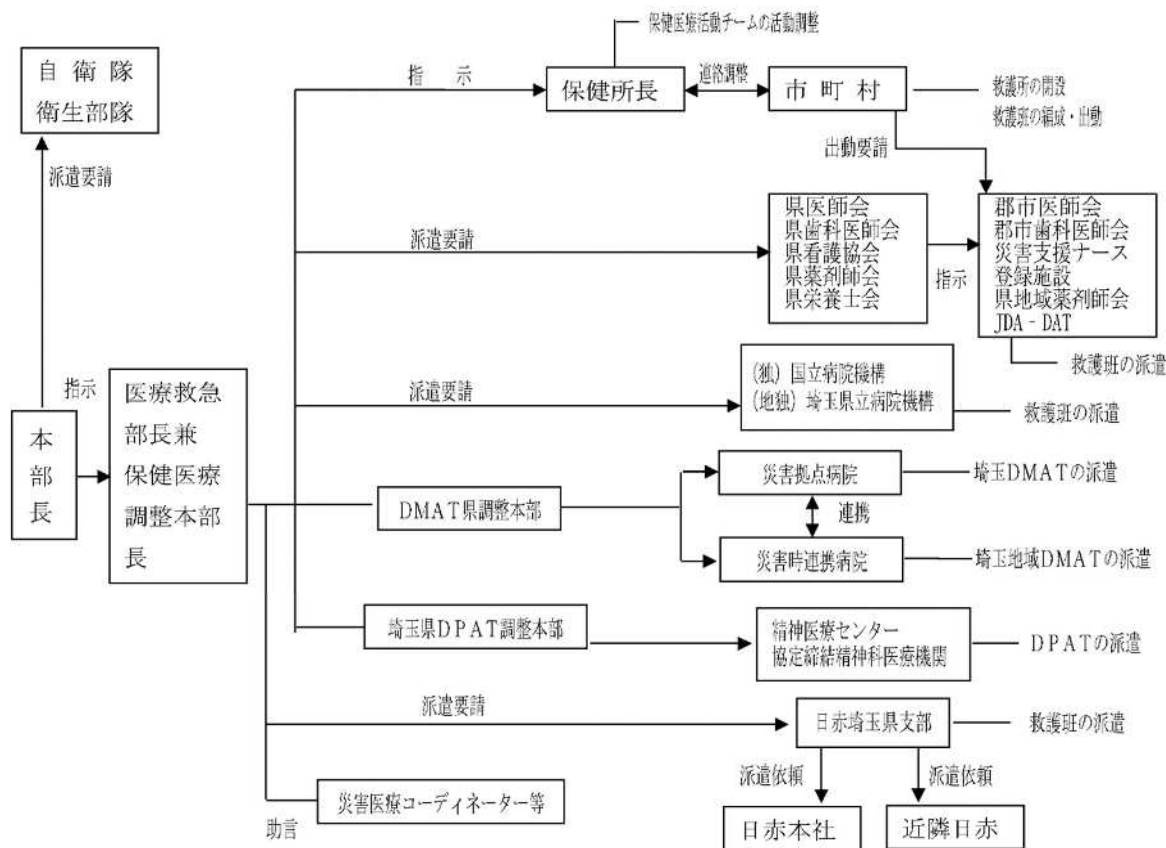 保健医療活動チームの活動調整
自 衛 隊
衛生部隊
指 示
保健所長
連絡調整
市 町 村
救護所の開設
救護班の編成・出動
派遣要請
出動要請
派遣要請
県医師会
県歯科医師会
県看護協会
県薬剤師会
県栄養士会
指示
郡市医師会
郡市歯科医師会
災害支援ナース
登録施設
県地域薬剤師会
JDA‐DAT
救護班の派遣
指示
本
部
長
医療救急
部長兼
保健医療
調整本部
長
派遣要請
(独) 国立病院機構
(地独) 埼玉県立病院機構
救護班の派遣
DMAT県調整本部
災害拠点病院
埼玉DMATの派遣
連携
災害時連携病院
埼玉地域DMATの派遣
埼玉県DPAT調整本部
精神医療センター
協定締結精神科医療機関
DPATの派遣
派遣要請
日赤埼玉県支部
救護班の派遣
派遣依頼
派遣依頼
災害医療コーディネーター等
助言
日赤本社
近隣日赤